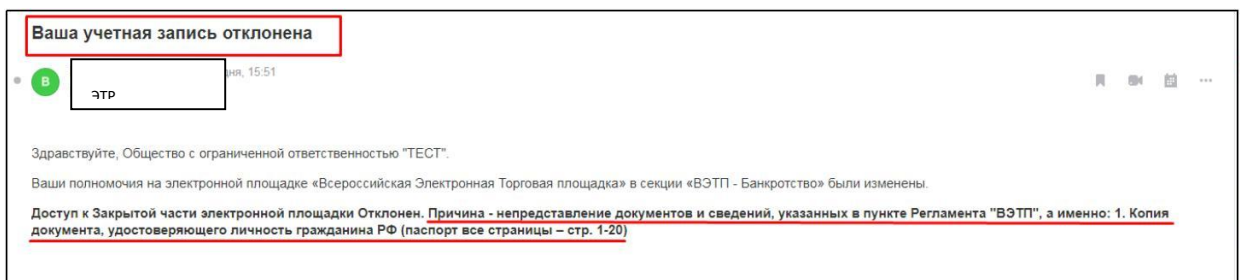 Ваша учетная запись отклонена
дня, 15:51
В
ЭТР
Здравствуйте, Общество с ограниченной ответственностью "ТЕСТ".
Ваши полномочия на электронной площадке «Всероссийская Электронная Торговая площадка» в секции «ВЭТП - Банкротство» были изменены.
Доступ к Закрытой части электронной площадки Отклонен. Причина - непредставление документов и сведений, указанных в пункте Регламента "ВЭТП", а именно: 1. Копия
документа, удостоверяющего личность гражданина РФ (паспорт все страницы – стр. 1-20)